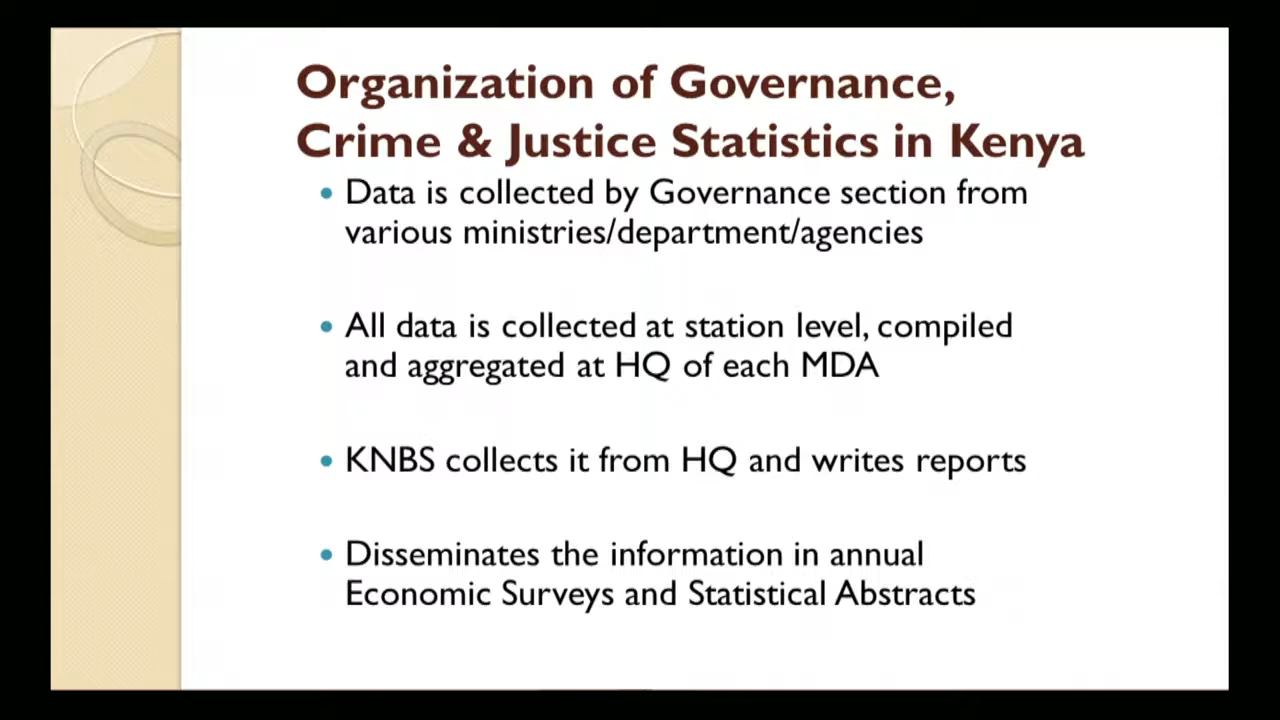 Organization of Governance,
Crime & Justice Statistics in Kenya
• Data is collected by Governance section from
various ministries/department/agencies
• All data is collected at station level, compiled
and aggregated at HQ of each MDA
• KNBS collects it from HQ and writes reports
• Disseminates the information in annual
Economic Surveys and Statistical Abstracts